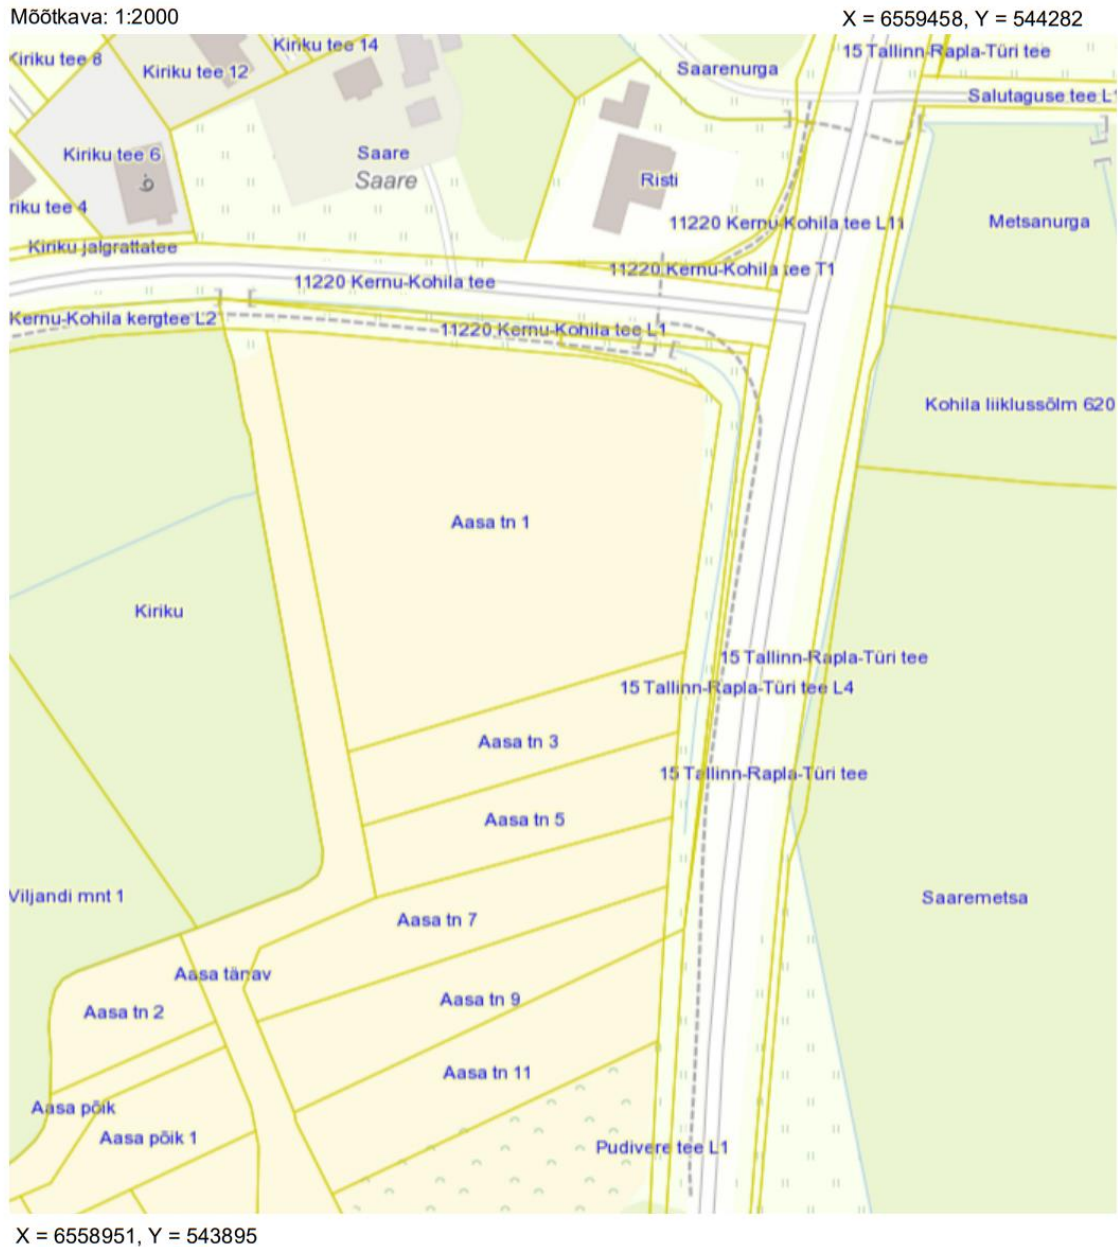 Mõõtkava: 1:2000
X = 6559458, Y = 544282
Kiriku tee 14
15 Tallinn-Rapla-Türi tee
Kiriku tee 8
Kiriku tee 12
Saarenurga
Salutaguse tee L1
Kiriku tee 6
Saare
Saare
Risti
riku tee 4
11220 Kernu-Kohila tee L11
Metsanurga
Kiriku jalgrattatee
11220 Kernu-Kohila tee T1
11220 Kernu-Kohila tee
Kernu-Kohila kergtee L2
11220 Kernu-Kohila tee L1
Kohila liiklussõlm 620
Aasa tn 1
Kiriku
15 Tallinn-Rapla-Türi tee
15 Tallinn-Rapla-Türi tee L4
Aasa tn 3
15 Tallinn-Rapla-Türi tee
Aasa tn 5
Viljandi mnt 1
Saaremetsa
Aasa tn 7
Aasa tänav
Aasa tn 9
Aasa tn 2
Aasa tn 11
Aasa põik
Aasa põik 1
Pudivere tee L1
X = 6558951, Y = 543895